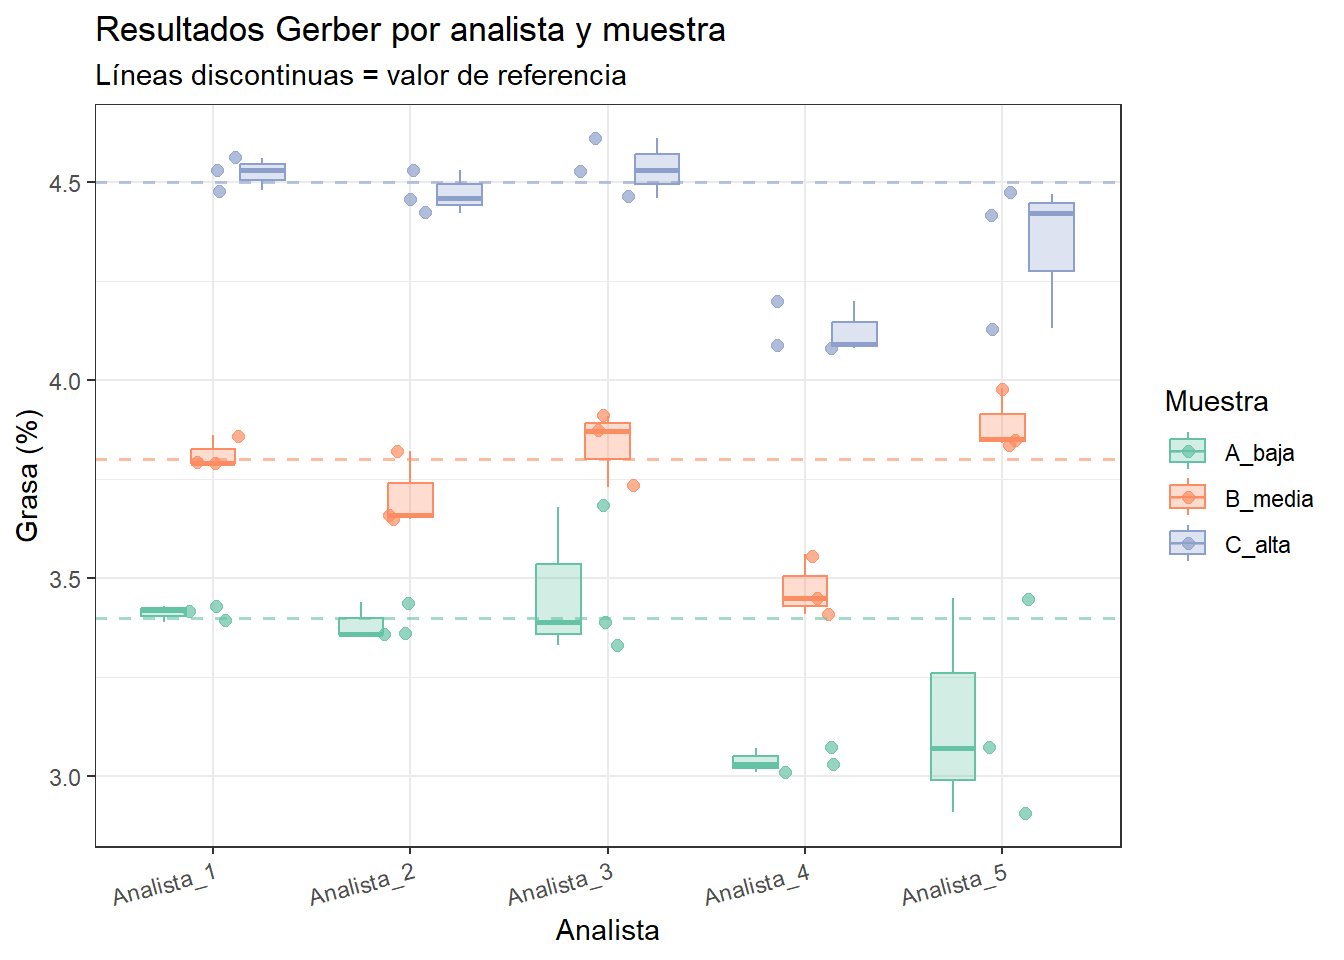 Resultados Gerber por analista y muestra
Líneas discontinuas = valor de referencia
Grasa (%)
4.5
4.0
3.5
3.0
Analista_1
Analista_2
Analista_3
Analista_4
Analista_5
Analista
Muestra
A_baja
B_media
C_alta